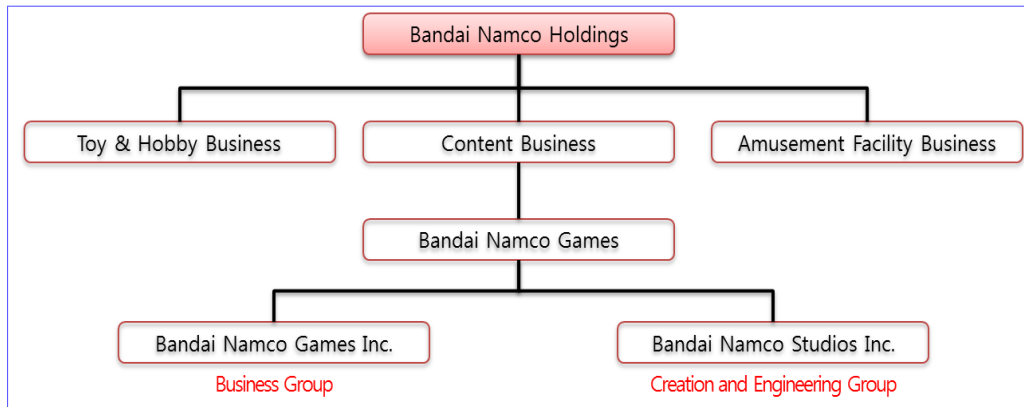 Bandai Namco Holdings
Toy & Hobby Business
Content Business
Amusement Facility Business
Bandai Namco Games
Bandai Namco Games Inc.
Bandai Namco Studios Inc.
Business Group
Creation and Engineering Group